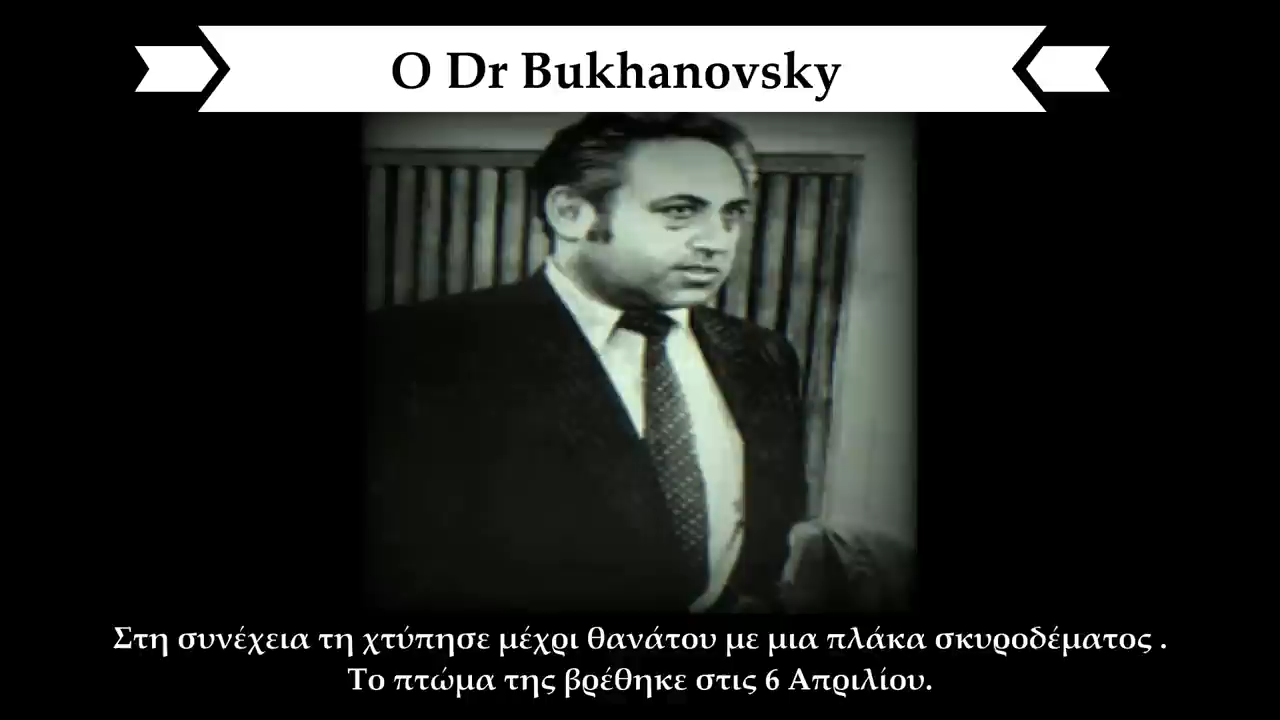 Ο Dr Bukhanovsky
Στη συνέχεια τη χτύπησε μέχρι θανάτου με μια πλάκα σκυροδέματος .
Το πτώμα της βρέθηκε στις 6 Απριλίου.